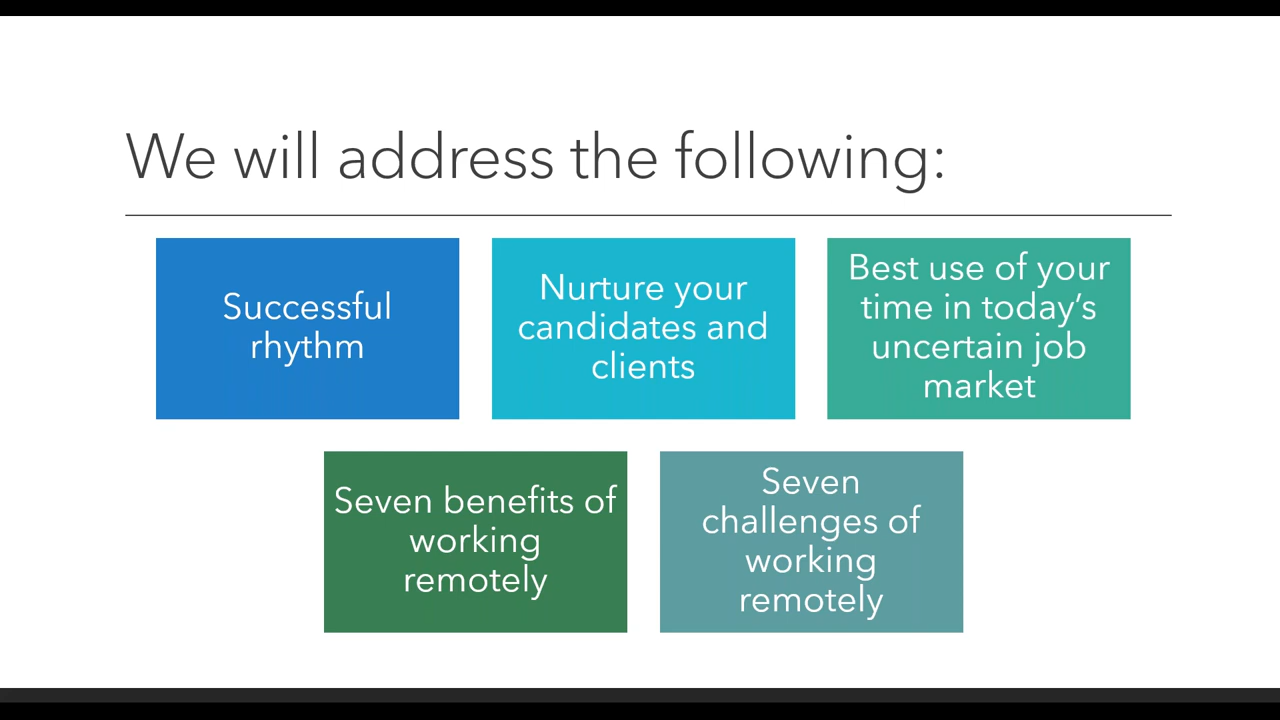 We will address the following:
Successful
rhythm
Nurture your
candidates and
clients
Best use of your
time in today’s
uncertain job
market
Seven benefits of
working
remotely
Seven
challenges of
working
remotely